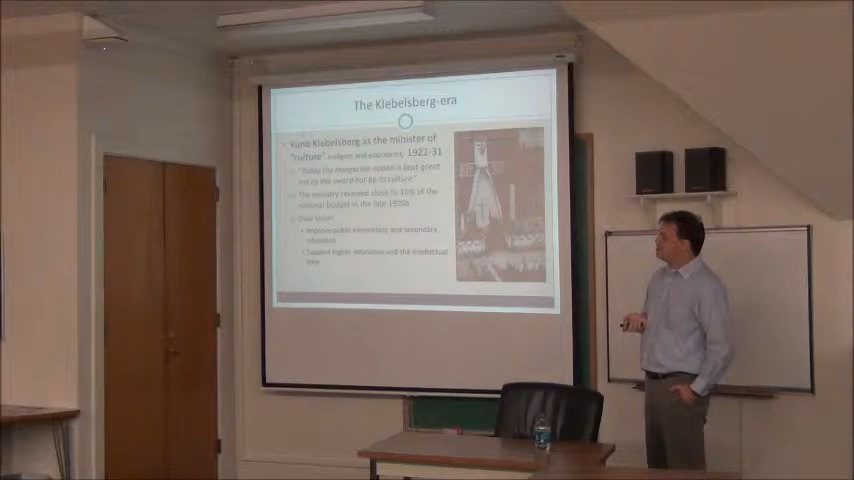 The Klebelsberg-era
Kuno Klebelsberg as the minister of
"culture" (religion and education), 1922-31
"Today the Hungarian nation is kept great
not by the sword but by its culture."
The ministry received close to 10% of the
national budget in the late 1920s
Dual vision:
Improve public elementary and secondary
education
Support higher education and the intellectual
elite